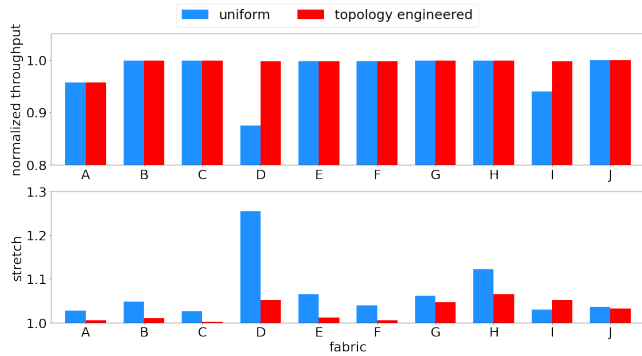 uniform topology engineered
normalized throughput
1.0
0.9
0.8
A B C D E F G H I J
stretch
1.3
1.2
1.1
1.0
A B C D E F G H I J
fabric